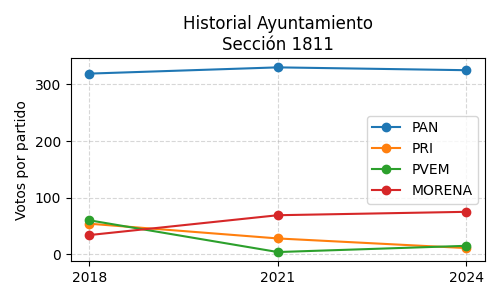 Historial Ayuntamiento
Sección 1811
Votos por partido
300
200
100
0
2018
2021
2024
PAN
PRI
PVEM
MORENA